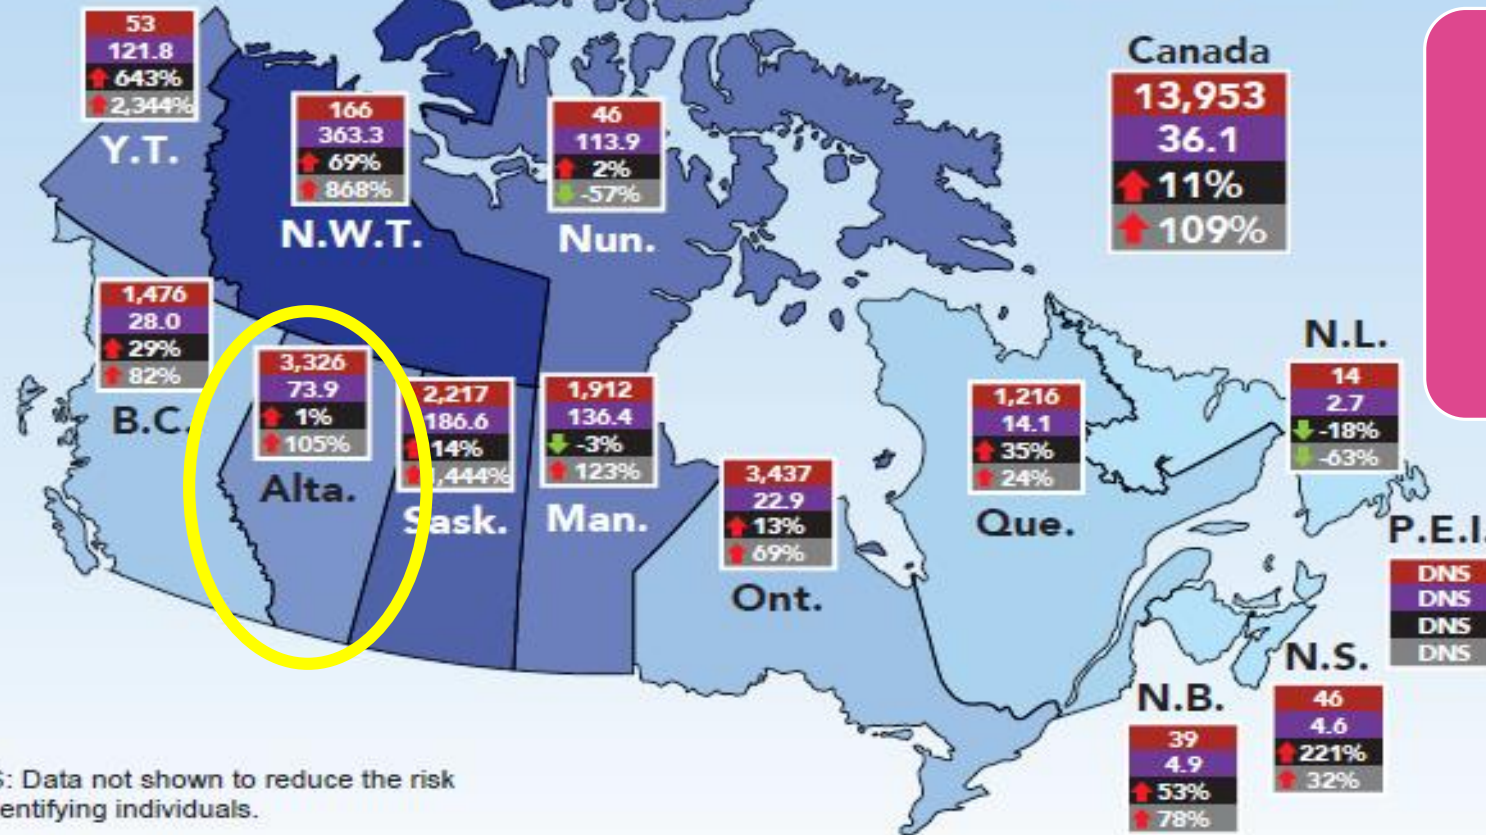 53
121.8
643%
2,344%
Y.T.
166
363.3
69%
868%
N.W.T.
46
113.9
2%
-57%
Nun.
Canada
13,953
36.1
11%
109%
1,476
28.0
29%
82%
B.C.
3,326
73.9
1%
105%
Alta.
2,217
186.6
14%
,444%
Sask.
1,912
136.4
-3%
123%
Man.
3,437
22.9
13%
69%
Ont.
1,216
14.1
35%
24%
Que.
N.L.
14
2.7
-18%
-63%
P.E.I.
DNS
DNS
DNS
DNS
N.S.
46
4.6
221%
32%
N.B.
39
4.9
53%
78%
S: Data not shown to reduce the risk
entifying individuals.